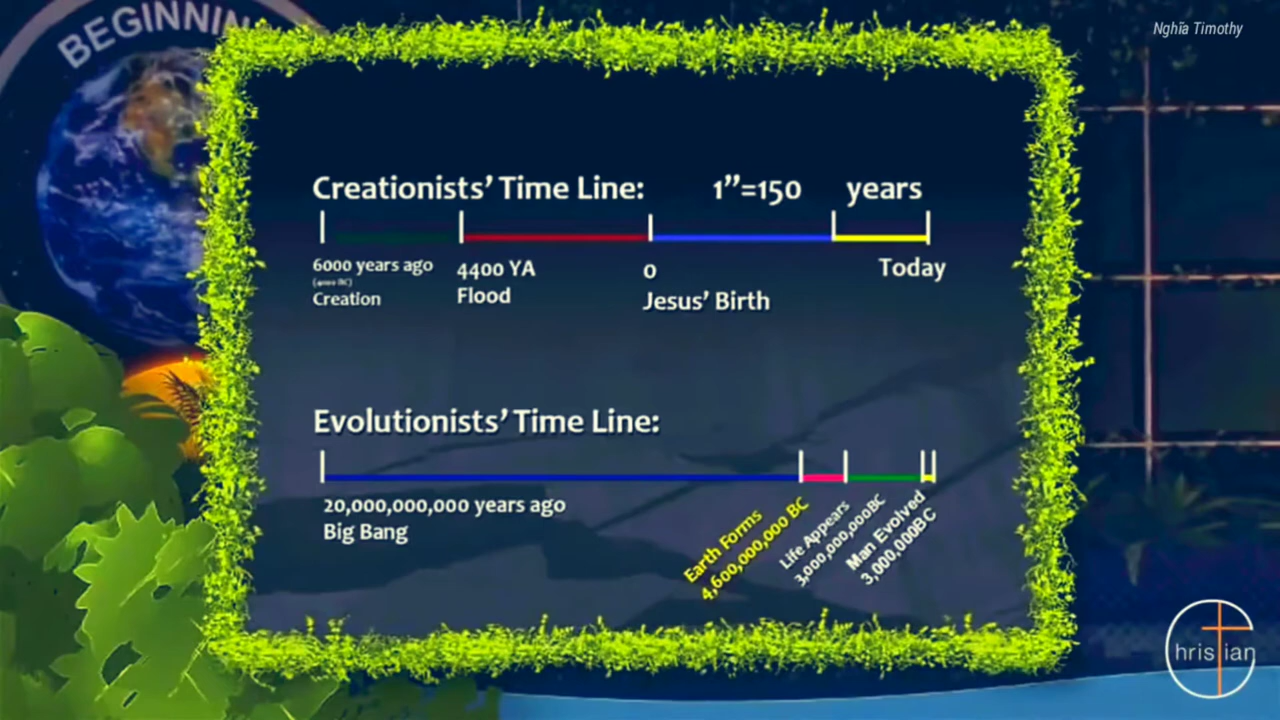 BEGINNIN
Nghĩa Timothy
Creationists' Time Line: 1"=150 years
6000 years ago
Creation
4400 YA
Flood
0
Jesus' Birth
Today
Evolutionists' Time Line:
20,000,000,000 years ago
Big Bang
Earth Forms
4,600,000,000 BC
Life Appears
3,000,000,000BC
Man Evolved
3,000,000BC
hristian